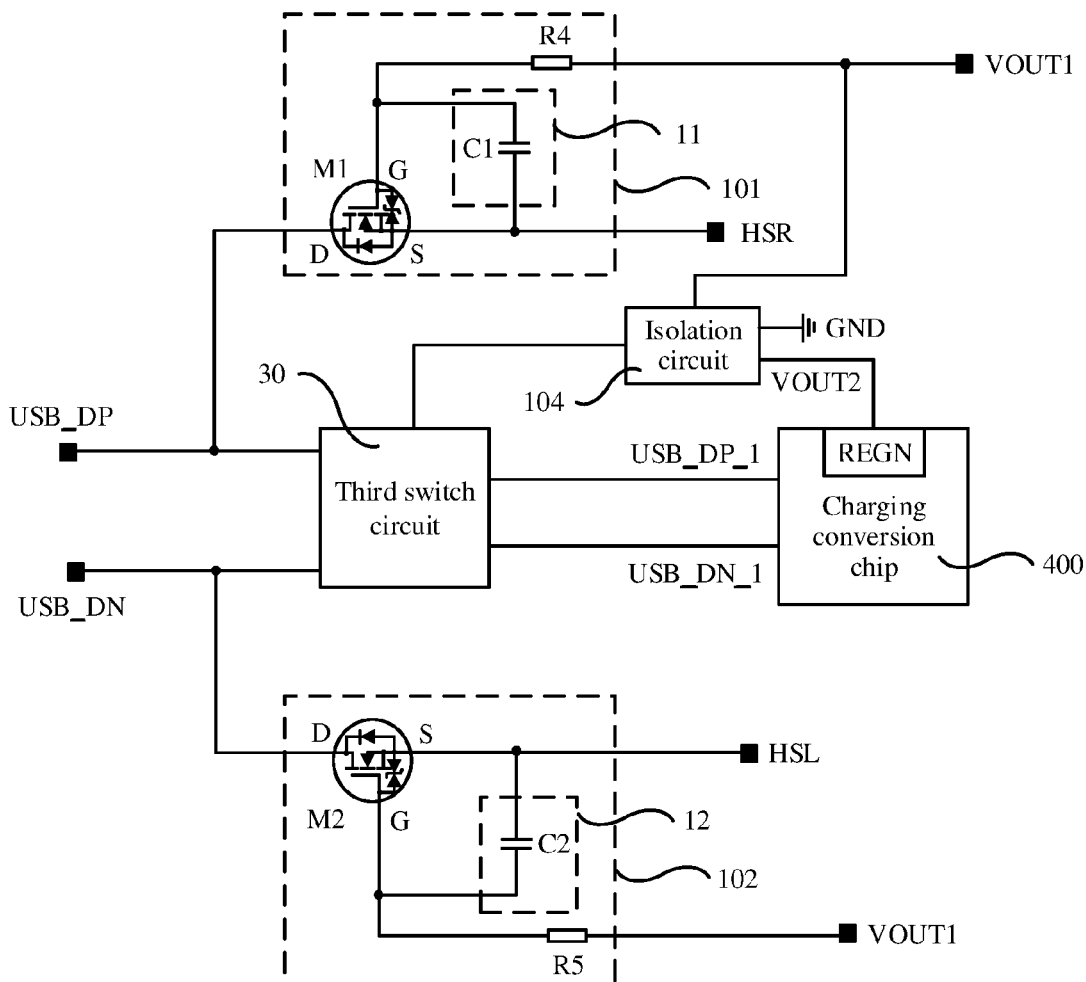 R4
VOUT1
C1
11
M1
G
101
D
S
HSR
Isolation
circuit
GND
104
VOUT2
30
USB_DP
Third switch
circuit
USB_DP_1
REGN
Charging
conversion
chip
400
USB_DN
USB_DN_1
D
S
HSL
M2
G
C2
12
102
R5
VOUT1